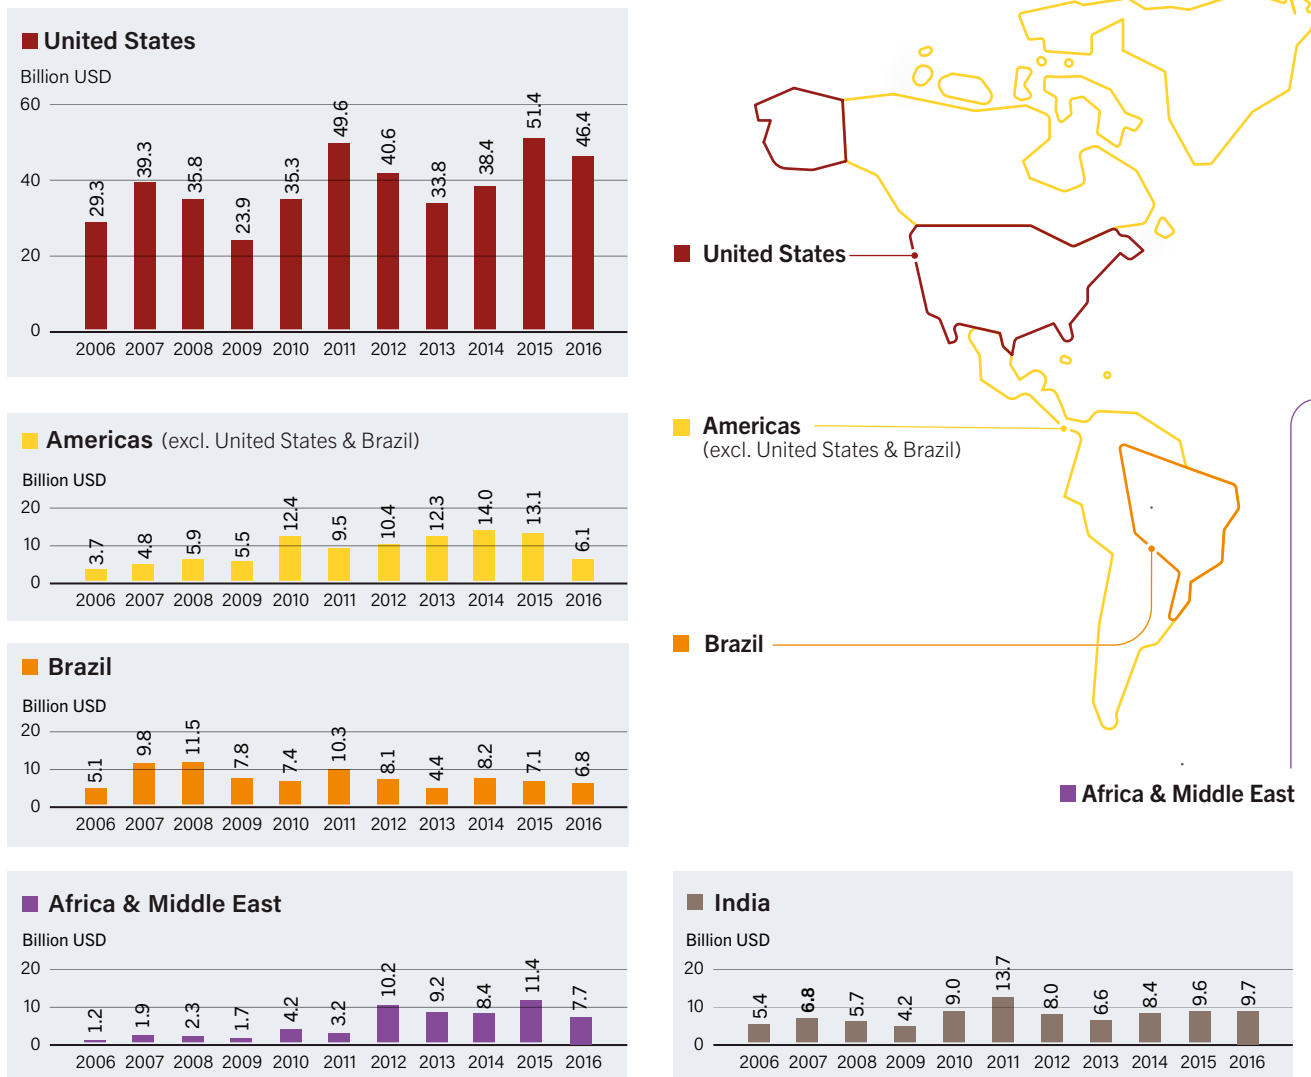 United States
Billion USD
60
40
20
0
29.3 39.3 35.8 23.9 35.3 49.6 40.6 33.8 38.4 51.4 46.4
2006 2007 2008 2009 2010 2011 2012 2013 2014 2015 2016
Americas (excl. United States & Brazil)
Billion USD
20
10
0
3.7 4.8 5.9 5.5 12.4 9.5 10.4 12.3 14.0 13.1 6.1
2006 2007 2008 2009 2010 2011 2012 2013 2014 2015 2016
Brazil
Billion USD
20
10
0
5.1 9.8 11.5 7.8 7.4 10.3 8.1 4.4 8.2 7.1 6.8
2006 2007 2008 2009 2010 2011 2012 2013 2014 2015 2016
Africa & Middle East
Billion USD
20
10
0
1.2 1.9 2.3 1.7 4.2 3.2 10.2 9.2 8.4 11.4 7.7
2006 2007 2008 2009 2010 2011 2012 2013 2014 2015 2016
United States
Americas
(excl. United States & Brazil)
Brazil
Africa & Middle East
India
Billion USD
20
10
0
5.4 6.8 5.7 4.2 9.0 13.7 8.0 6.6 8.4 9.6 9.7
2006 2007 2008 2009 2010 2011 2012 2013 2014 2015 2016